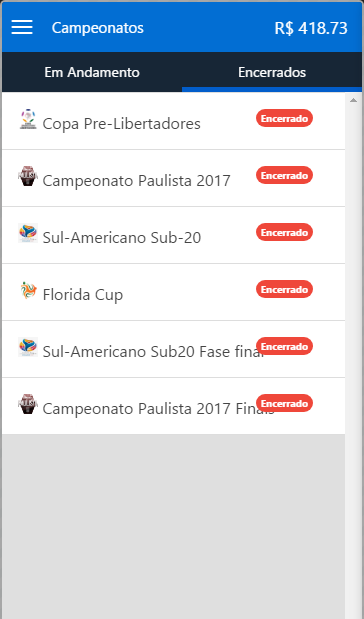 Campeonatos R$ 418.73
Em Andamento Encerrados
Copa Pre-Libertadores Encerrado
Campeonato Paulista 2017 Encerrado
Sul-Americano Sub-20 Encerrado
Florida Cup Encerrado
Sul-Americano Sub20 Fase final Encerrado
Campeonato Paulista 2017 Finais Encerrado